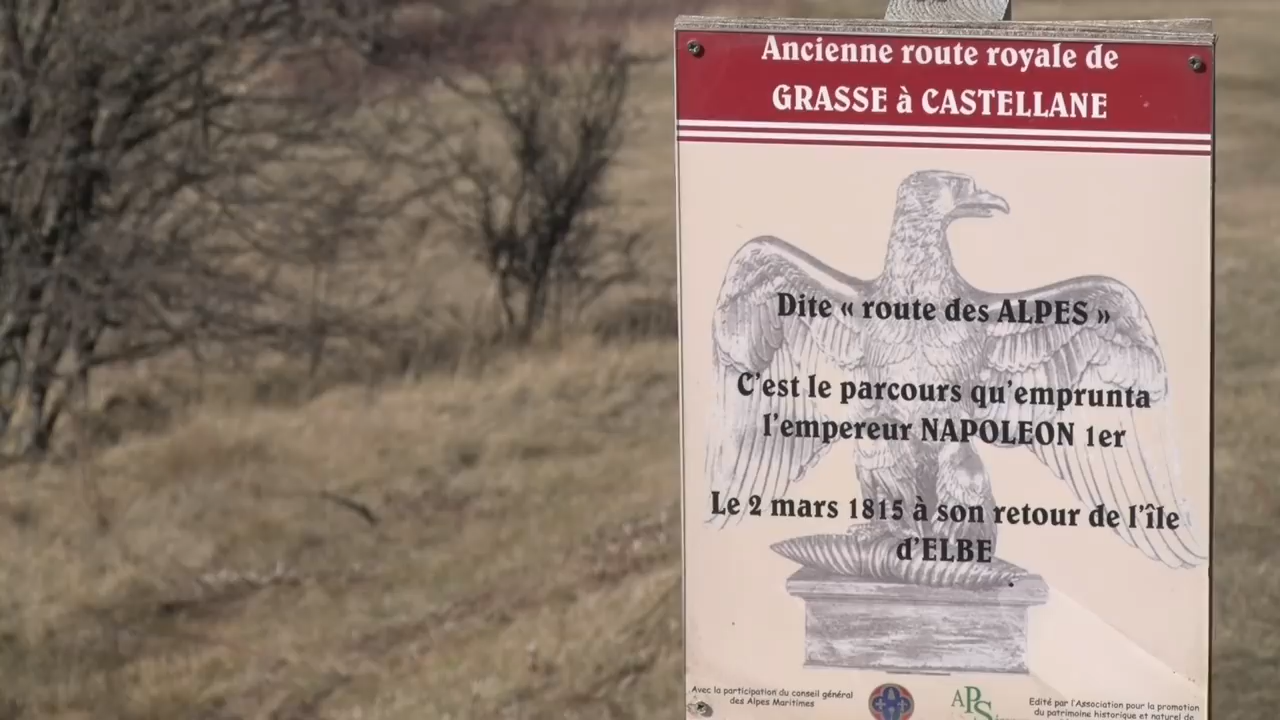 Ancienne route royale de
GRASSE à CASTELLANE
Dite « route des ALPES »
C'est le parcours qu'emprunta
l'empereur NAPOLEON 1er
Le 2 mars 1815 à son retour de l'île
d'ELBE
Avec la participation du conseil général
des Alpes Maritimes
APS
Edité par l'Association pour la promotion
du patrimoine historique et naturel de